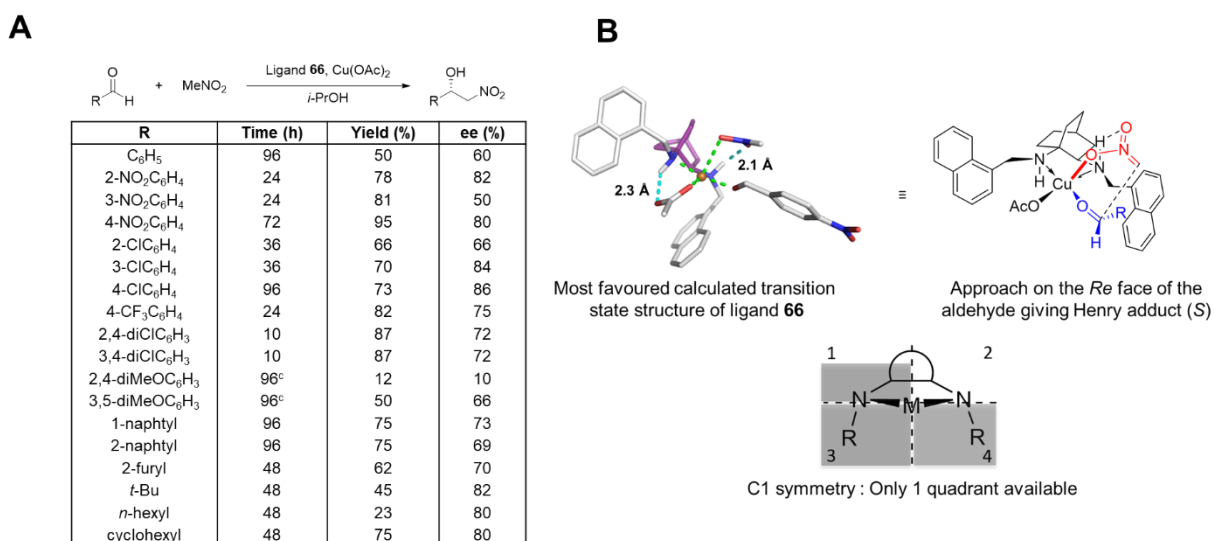 A
B
O
R H
+
MeNO₂
Ligand 66, Cu(OAc)₂
i-PrOH
OH
R NO₂
R Time (h) Yield (%) ee (%)
C₆H₅ 96 50 60
2-NO₂C₆H₄ 24 78 82
3-NO₂C₆H₄ 24 81 50
4-NO₂C₆H₄ 72 95 80
2-ClC₆H₄ 36 66 66
3-ClC₆H₄ 36 70 84
4-ClC₆H₄ 96 73 86
4-CF₃C₆H₄ 24 82 75
2,4-diClC₆H₃ 10 87 72
3,4-diClC₆H₃ 10 87 72
2,4-diMeOC₆H₃ 96ᶜ 12 10
3,5-diMeOC₆H₃ 96ᶜ 50 66
1-naphtyl 96 75 73
2-naphtyl 96 75 69
2-furyl 48 62 70
t-Bu 48 45 82
n-hexyl 48 23 80
cyclohexyl 48 75 80
2.1 Å
2.3 Å
≡
H O
N
O
N N
H H
Cu
AcO O R
H
Most favoured calculated transition
state structure of ligand 66
Approach on the Re face of the
aldehyde giving Henry adduct (S)
1 2
N M N
R R
3 4
C1 symmetry : Only 1 quadrant available